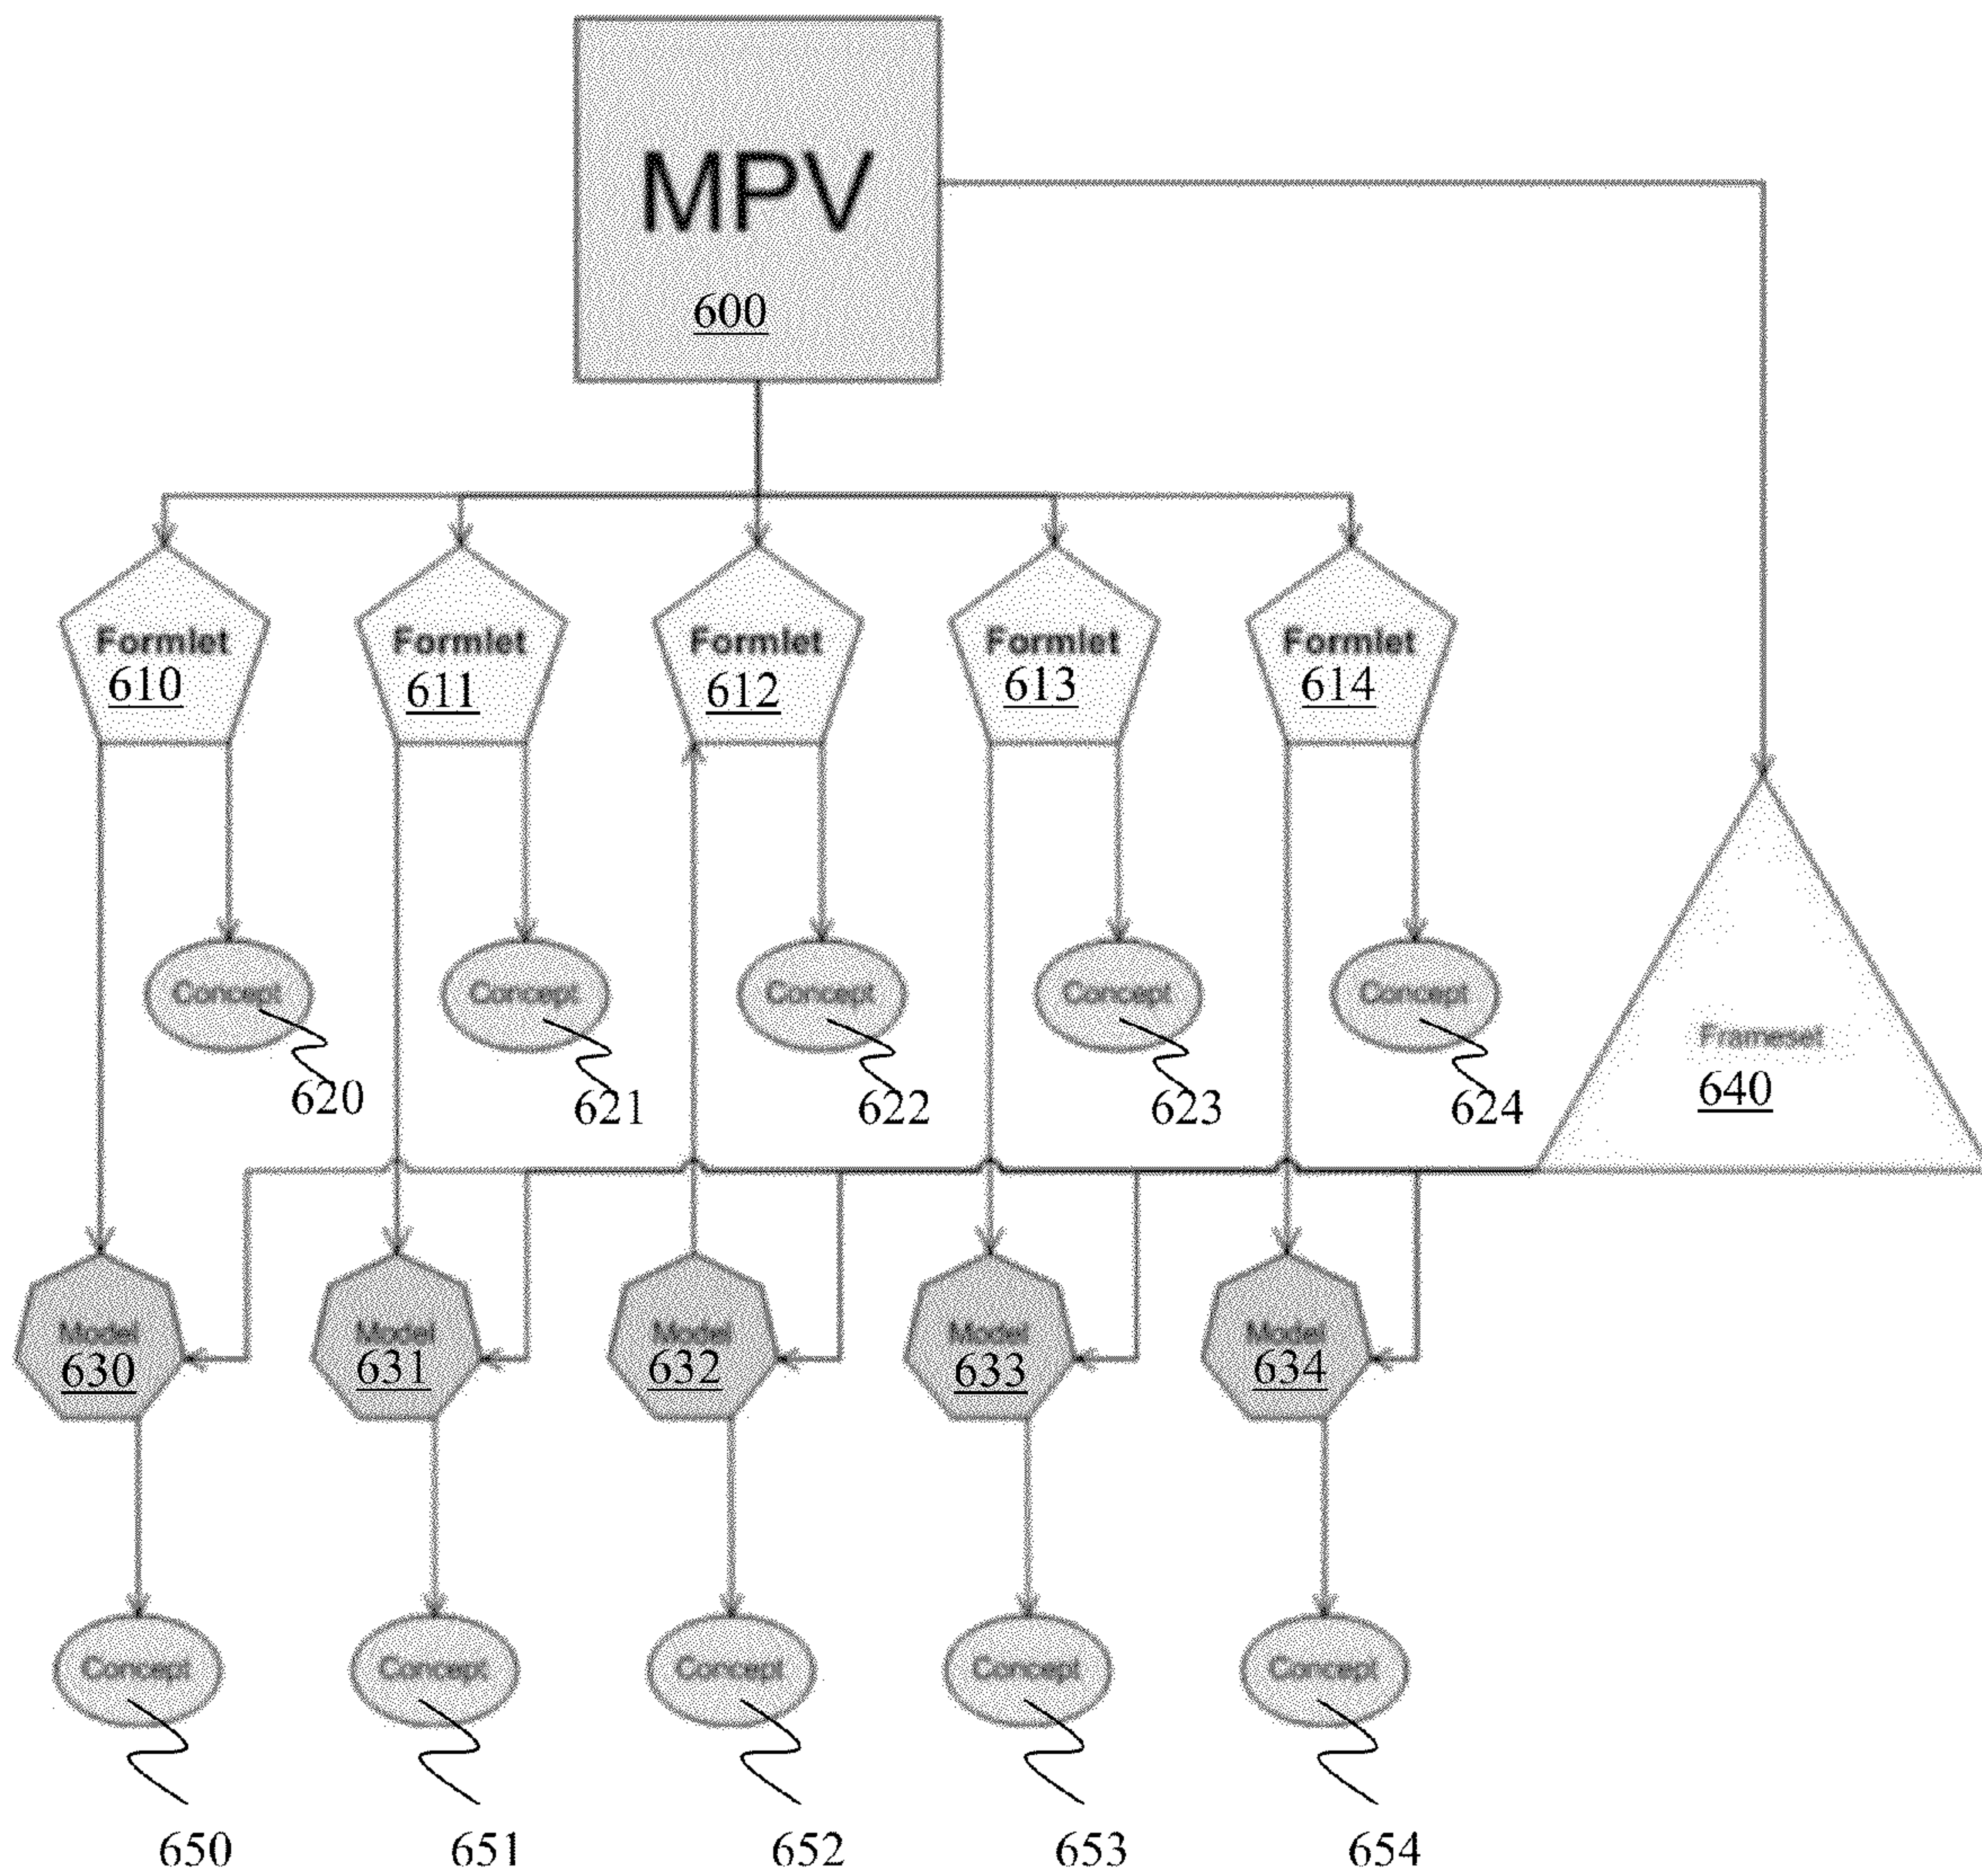 MPV
600
Formlet Formlet Formlet Formlet Formlet
610 611 612 613 614
Concept Concept Concept Concept Concept
620 621 622 623 624
Frameset
640
Model Model Model Model Model
630 631 632 633 634
Concept Concept Concept Concept Concept
650 651 652 653 654